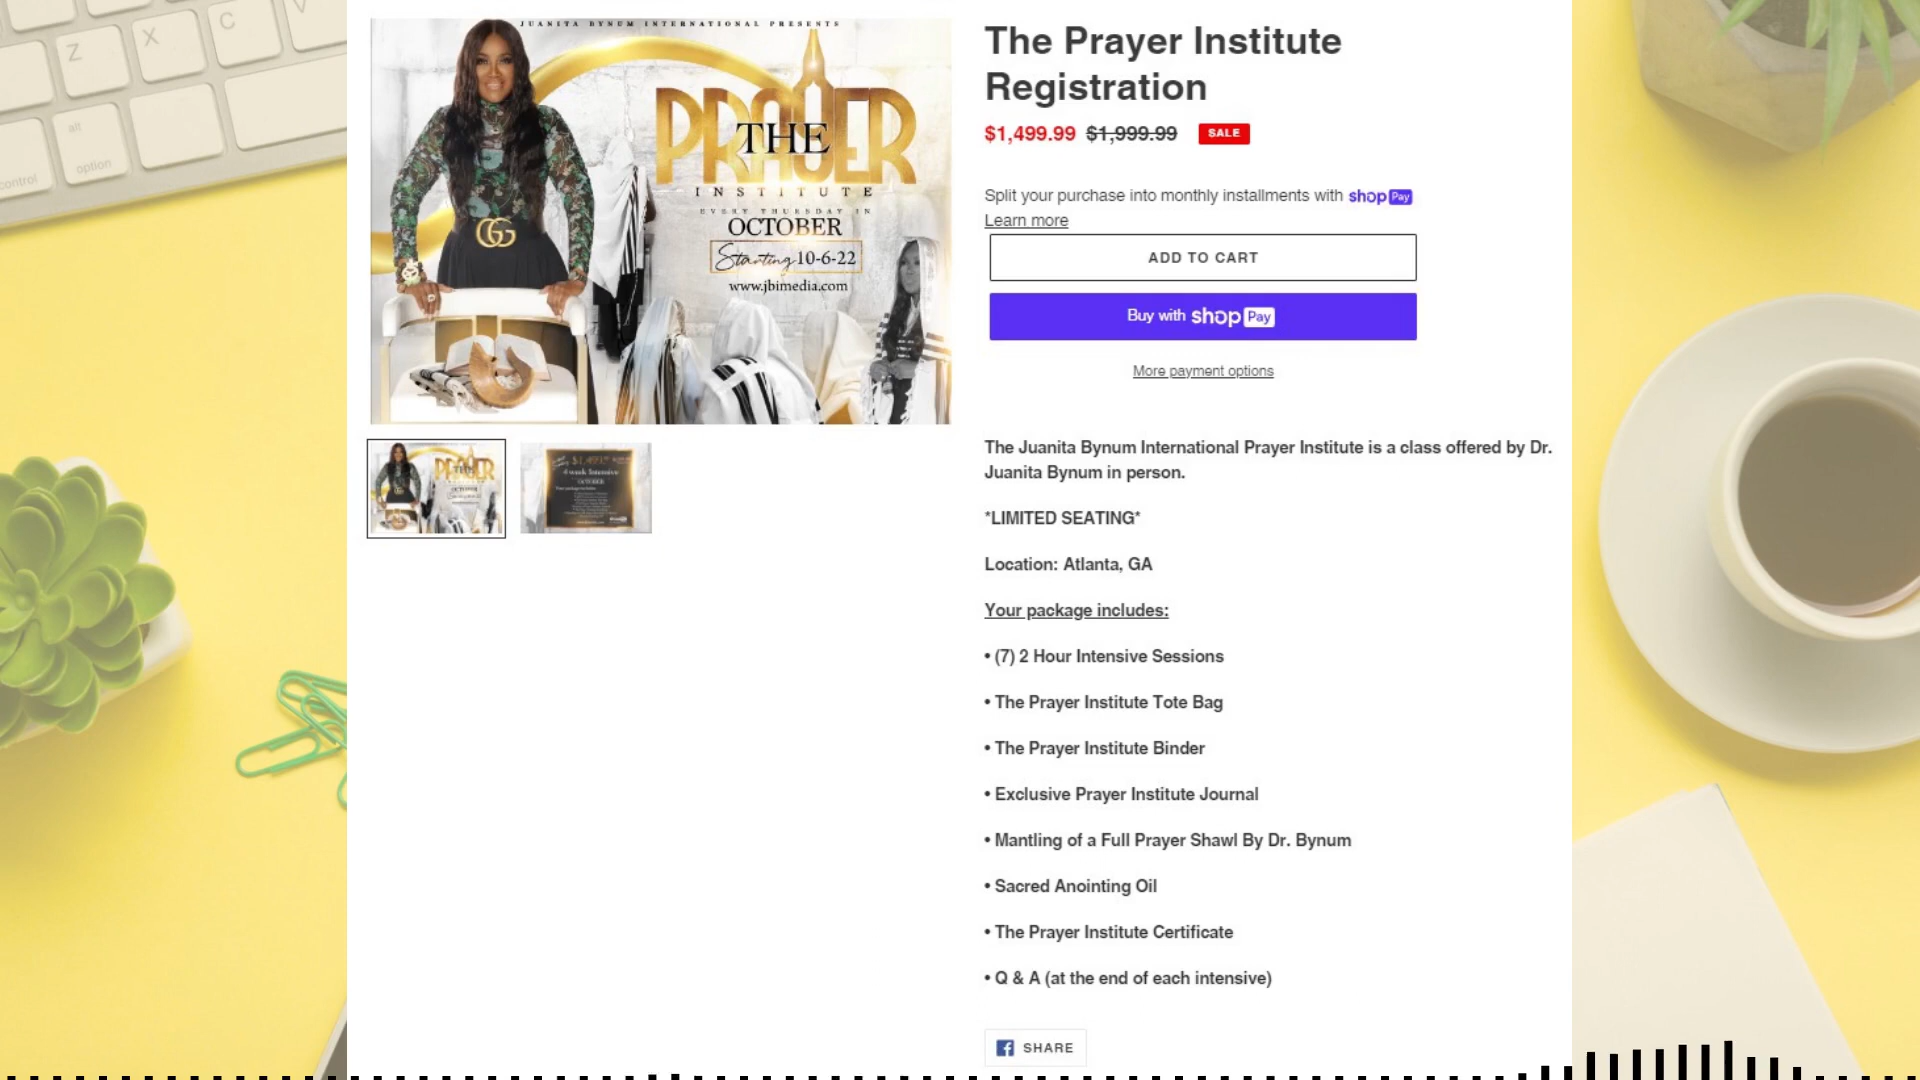 Z
X
C
V
alt
control
option
JUANITA BYNUM INTERNATIONAL PRESENTS
PRAYER
THE
INSTITUTE
EVERY THURSDAY IN
OCTOBER
Starting 10-6-22
www.jbimedia.com
The Prayer Institute
Registration
$1,499.99 $1,999.99 SALE
Split your purchase into monthly installments with shop Pay
Learn more
ADD TO CART
Buy with shop Pay
More payment options
The Juanita Bynum International Prayer Institute is a class offered by Dr.
Juanita Bynum in person.
*LIMITED SEATING*
Location: Atlanta, GA
Your package includes:
• (7) 2 Hour Intensive Sessions
• The Prayer Institute Tote Bag
• The Prayer Institute Binder
• Exclusive Prayer Institute Journal
• Mantling of a Full Prayer Shawl By Dr. Bynum
• Sacred Anointing Oil
• The Prayer Institute Certificate
• Q & A (at the end of each intensive)
SHARE